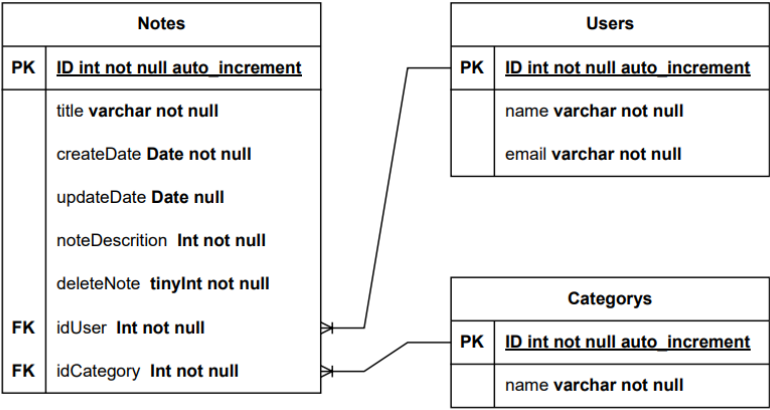 Notes
PK ID int not null auto_increment
title varchar not null
createDate Date not null
updateDate Date null
noteDescrition Int not null
deleteNote tinyInt not null
FK idUser Int not null
FK idCategory Int not null
Users
PK ID int not null auto_increment
name varchar not null
email varchar not null
Categorys
PK ID int not null auto_increment
name varchar not null